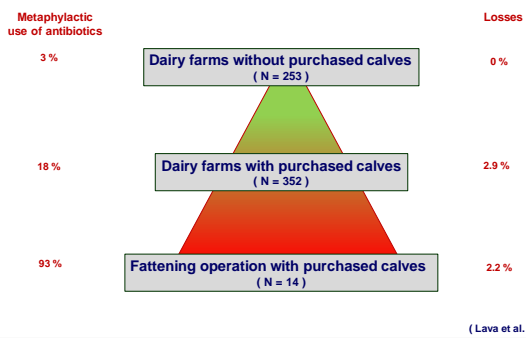 Metaphylactic
use of antibiotics
Losses
3 %
Dairy farms without purchased calves
( N = 253 )
0 %
18 %
Dairy farms with purchased calves
( N = 352 )
2.9 %
93 %
Fattening operation with purchased calves
( N = 14 )
2.2 %
( Lava et al.